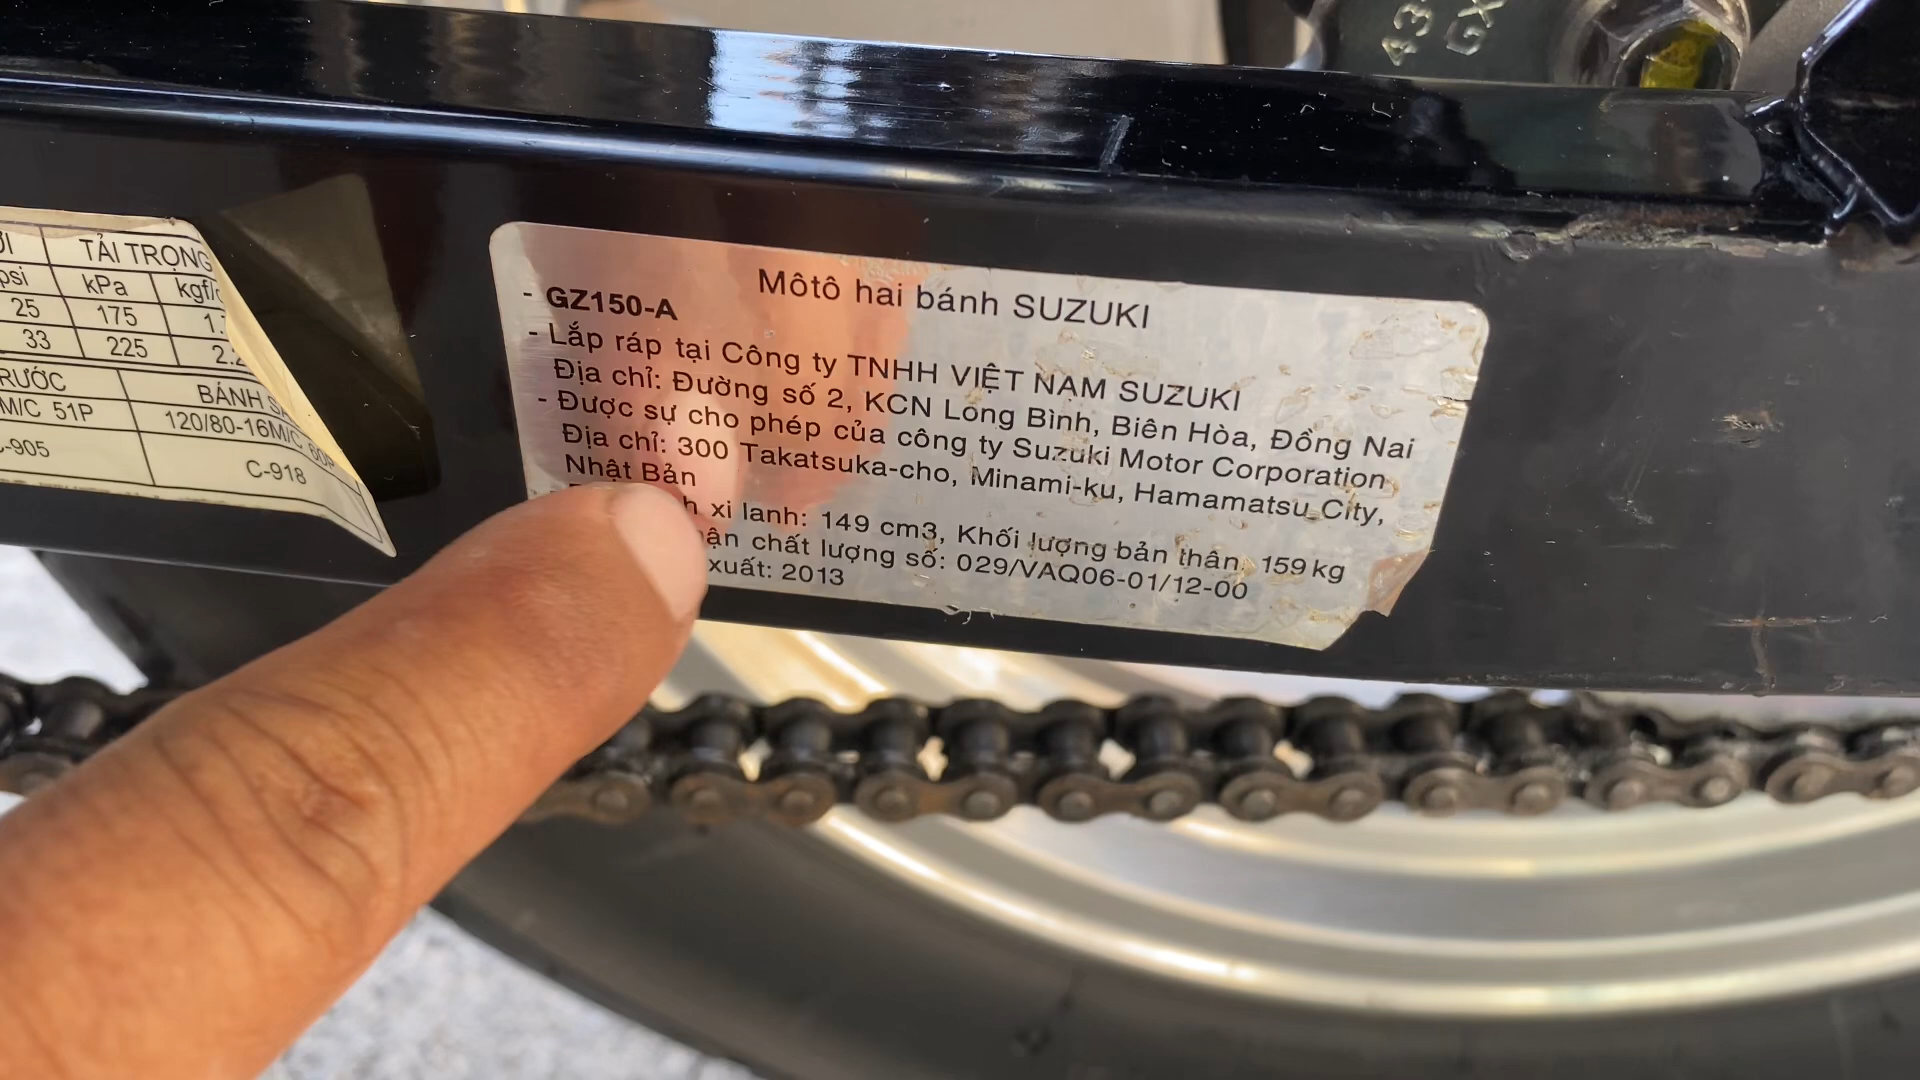 TẢI TRỌNG
psi kPa
25 175
33 225
M/C 51P 120/80-16M/C 60P
C-918
Môtô hai bánh SUZUKI
- GZ150-A
- Lắp ráp tại Công ty TNHH VIỆT NAM SUZUKI
Địa chỉ: Đường số 2, KCN Long Bình, Biên Hòa, Đồng Nai
- Được sự cho phép của công ty Suzuki Motor Corporation
Địa chỉ: 300 Takatsuka-cho, Minami-ku, Hamamatsu City,
Nhật Bản
xi lanh: 149 cm3, Khối lượng bản thân: 159 kg
chất lượng số: 029/VAQ06-01/12-00
xuất: 2013